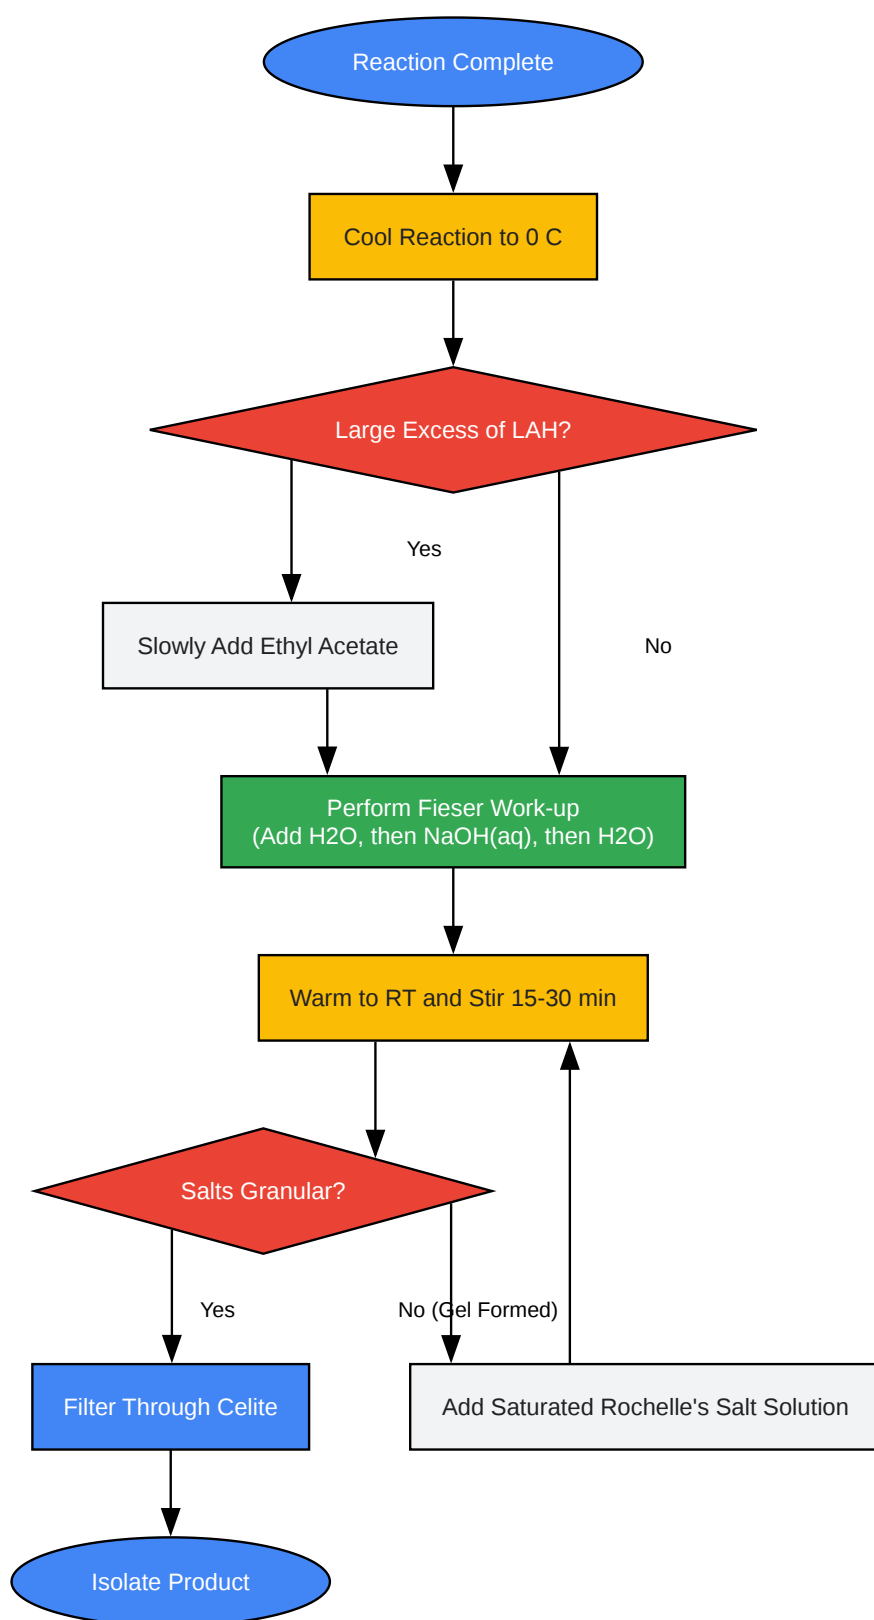 Reaction Complete
Cool Reaction to 0 C
Large Excess of LAH?
Yes
Slowly Add Ethyl Acetate
No
Perform Fieser Work-up
(Add H2O, then NaOH(aq), then H2O)
Warm to RT and Stir 15-30 min
Salts Granular?
Yes
No (Gel Formed)
Filter Through Celite
Add Saturated Rochelle's Salt Solution
Isolate Product